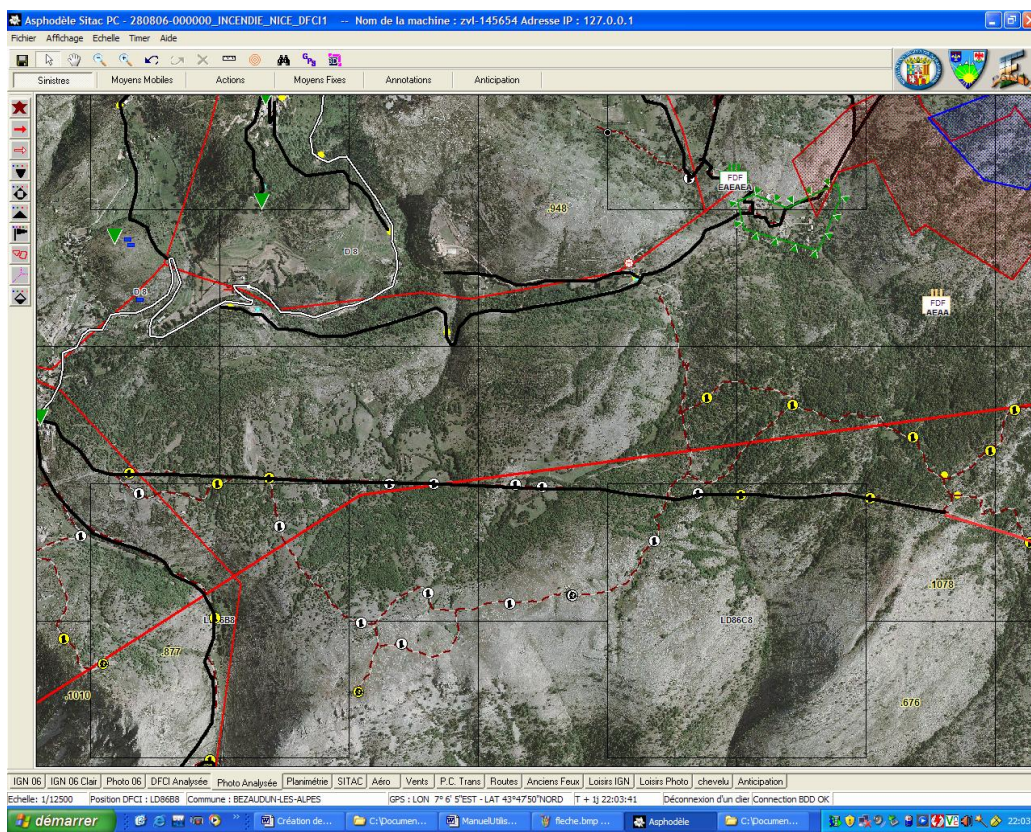 Asphodèle Sitac PC - 280806-000000_INCENDIE_NICE_DFCI1 -- Nom de la machine : zvl-145654 Adresse IP : 127.0.0.1
Fichier Affichage Echelle Timer Aide
Sinistres Moyens Mobiles Actions Moyens Fixes Annotations Anticipation
FDF
EAEAEA
.948
D 8
D 8
FDF
AEAA
.1078
LD86B8
LD86C8
.877
.1010
.676
IGN 06 IGN 06 Clair Photo 06 DFCI Analysée Photo Analysée Planimétrie SITAC Aéro Vents P.C. Trans Routes Anciens Feux Loisirs IGN Loisirs Photo chevelu Anticipation
Echelle: 1/12500 Position DFCI : LD86B8 Commune : BEZAUDUN-LES-ALPES GPS : LON 7° 6' 5"EST - LAT 43°47'50"NORD T + 1j 22:03:41 Déconnexion d'un clier Connection BDD OK
démarrer Création de... C:\Documen... ManuelUtilis... fleche.bmp ... Asphodèle C:\Documen... 22:03